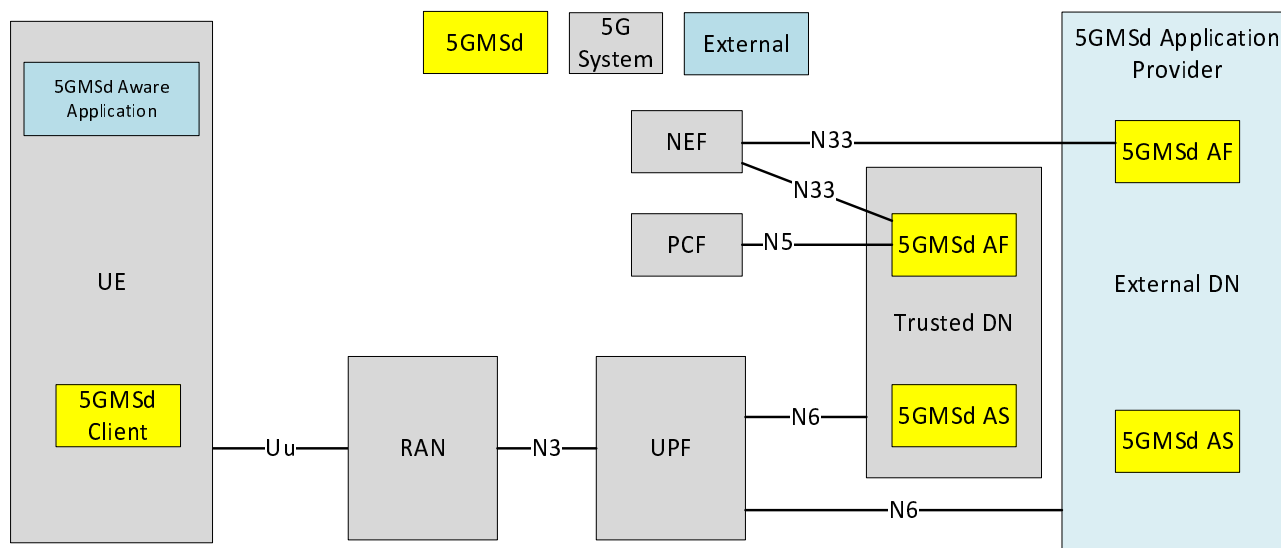 5GMSd
5G
System
External
5GMSd Application
Provider
5GMSd Aware
Application
NEF
N33
5GMSd AF
N33
PCF
N5
5GMSd AF
UE
External DN
Trusted DN
5GMSd
Client
5GMSd AS
N6
5GMSd AS
Uu
RAN
N3
UPF
N6